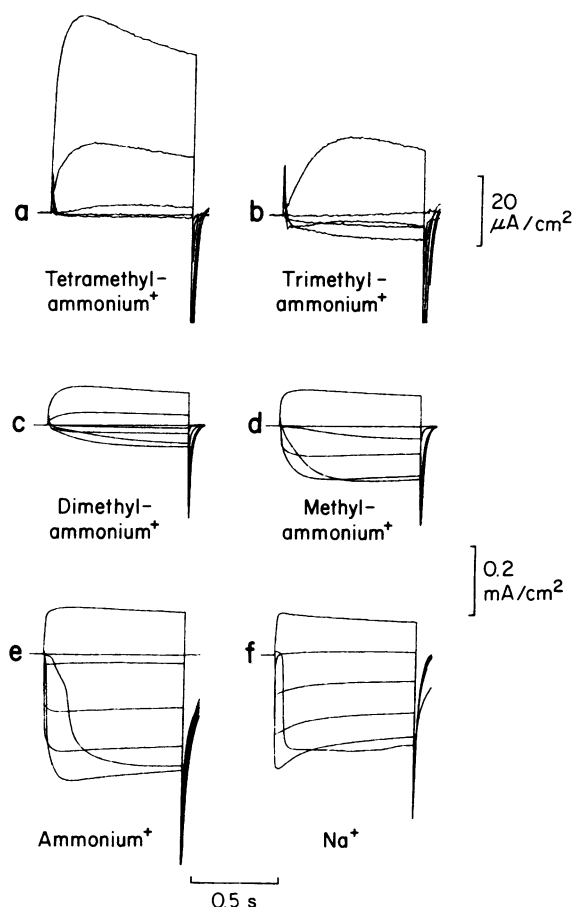 a
Tetramethyl-
ammonium+
b
Trimethyl-
ammonium+
20
μA/cm2
c
Dimethyl-
ammonium+
d
Methyl-
ammonium+
0.2
mA/cm2
e
Ammonium+
f
Na+
0.5 s